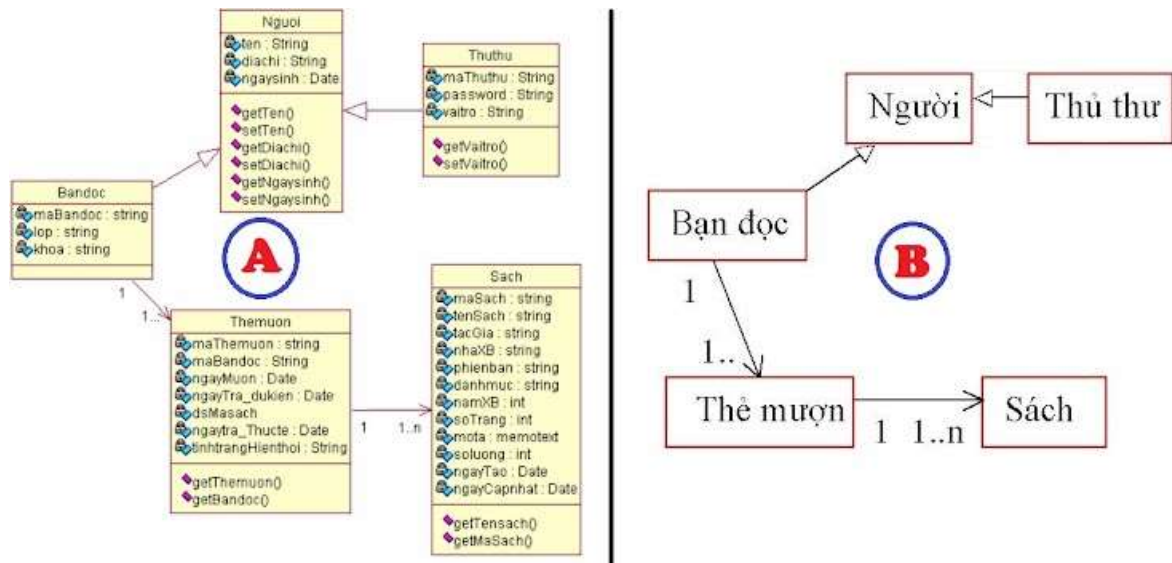 Nguoi
ten : String
diachi : String
ngaysinh : Date
getTen()
setTen()
getDiachi()
setDiachi()
getNgaysinh()
setNgaysinh()
Thuthu
maThuthu : String
password : String
vaitro : String
getVaitro()
setVaitro()
Bandoc
maBandoc : string
lop : string
khoa : string
A
1
1...
Themuon
maThemuon : string
maBandoc : String
ngayMuon : Date
ngayTra_dukien : Date
dsMasach
ngaytra_Thucte : Date
tinhtrangHienthoi : String
getThemuon()
getBandoc()
1
1..n
Sach
maSach : string
tenSach : string
tacGia : string
nhaXB : string
phienban : string
danhmuc : string
namXB : int
soTrang : int
mota : memotext
soluong : int
ngayTao : Date
ngayCapnhat : Date
getTensach()
getMaSach()
Người
Thủ thư
Bạn đọc
B
1
1..
Thẻ mượn
1
1..n
Sách